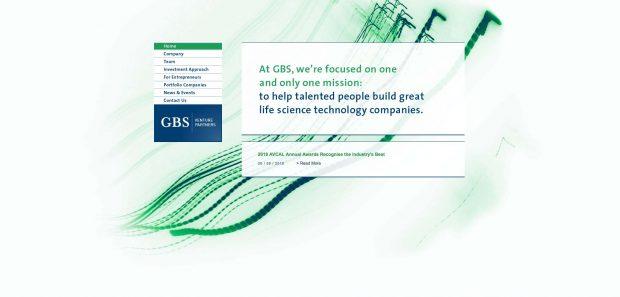 Home
Company
Team
Investment Approach
For Entrepreneurs
Portfolio Companies
News & Events
Contact Us
GBS VENTURE PARTNERS
At GBS, we're focused on one
and only one mission:
to help talented people build great
life science technology companies.
2018 AVCAL Annual Awards Recognise the Industry's Best
> Read More